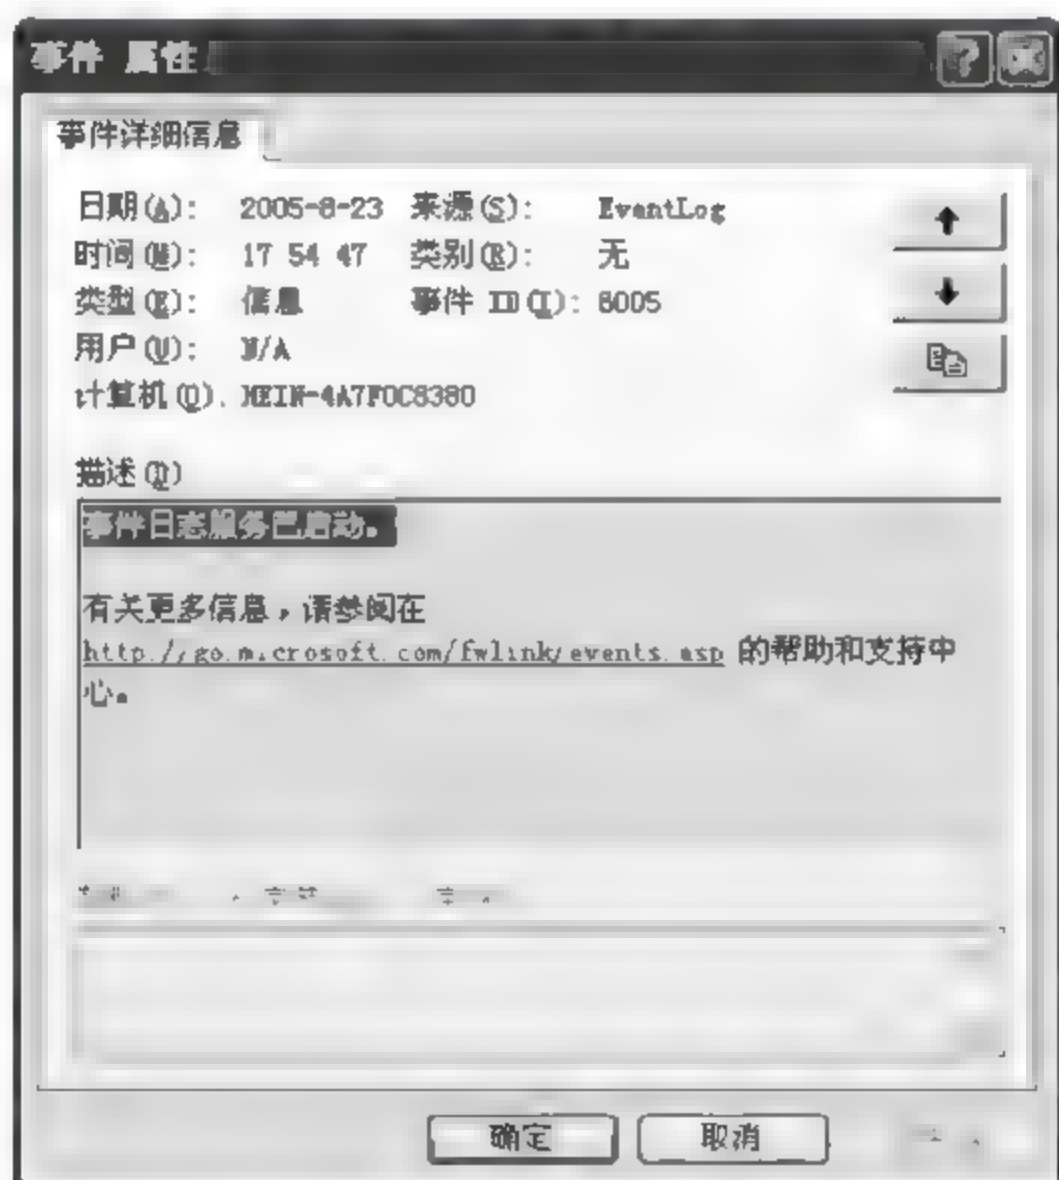 事件 属性
事件详细信息
日期(A): 2005-8-23 来源(S): EventLog
时间(M): 17 54 47 类别(R): 无
类型(E): 信息 事件 ID(I): 6005
用户(U): N/A
计算机(O). MEIN-4A7F0C8380
描述(D)
事件日志服务已启动。
有关更多信息，请参阅在
http://go.microsoft.com/fwlink/events.asp 的帮助和支持中
心。
确定 取消